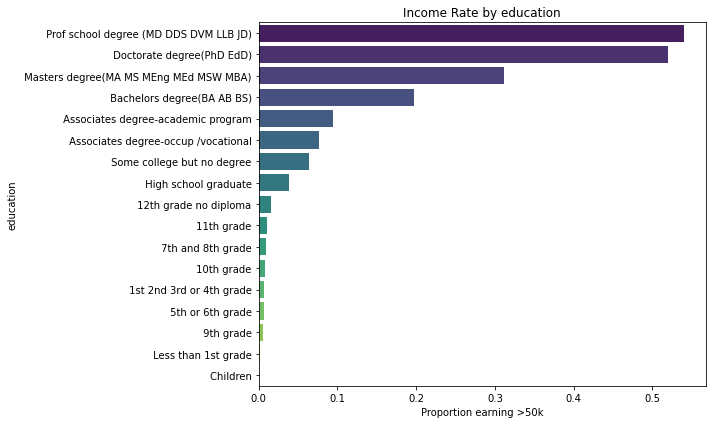 Income Rate by education
Prof school degree (MD DDS DVM LLB JD)
Doctorate degree(PhD EdD)
Masters degree(MA MS MEng MEd MSW MBA)
Bachelors degree(BA AB BS)
Associates degree-academic program
Associates degree-occup /vocational
Some college but no degree
High school graduate
12th grade no diploma
11th grade
7th and 8th grade
10th grade
1st 2nd 3rd or 4th grade
5th or 6th grade
9th grade
Less than 1st grade
Children
education
0.0 0.1 0.2 0.3 0.4 0.5
Proportion earning >50k